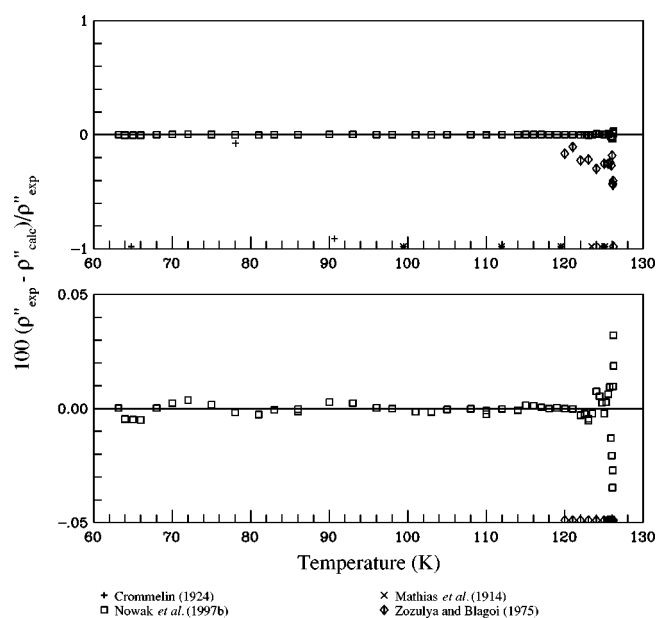 1
0
−1
60 70 80 90 100 110 120 130
100 (ρ"exp - ρ"calc)/ρ"exp
0.05
0.00
−.05
60 70 80 90 100 110 120 130
Temperature (K)
+ Crommelin (1924)
× Mathias et al. (1914)
□ Nowak et al. (1997b)
◊ Zozulya and Blagoi (1975)